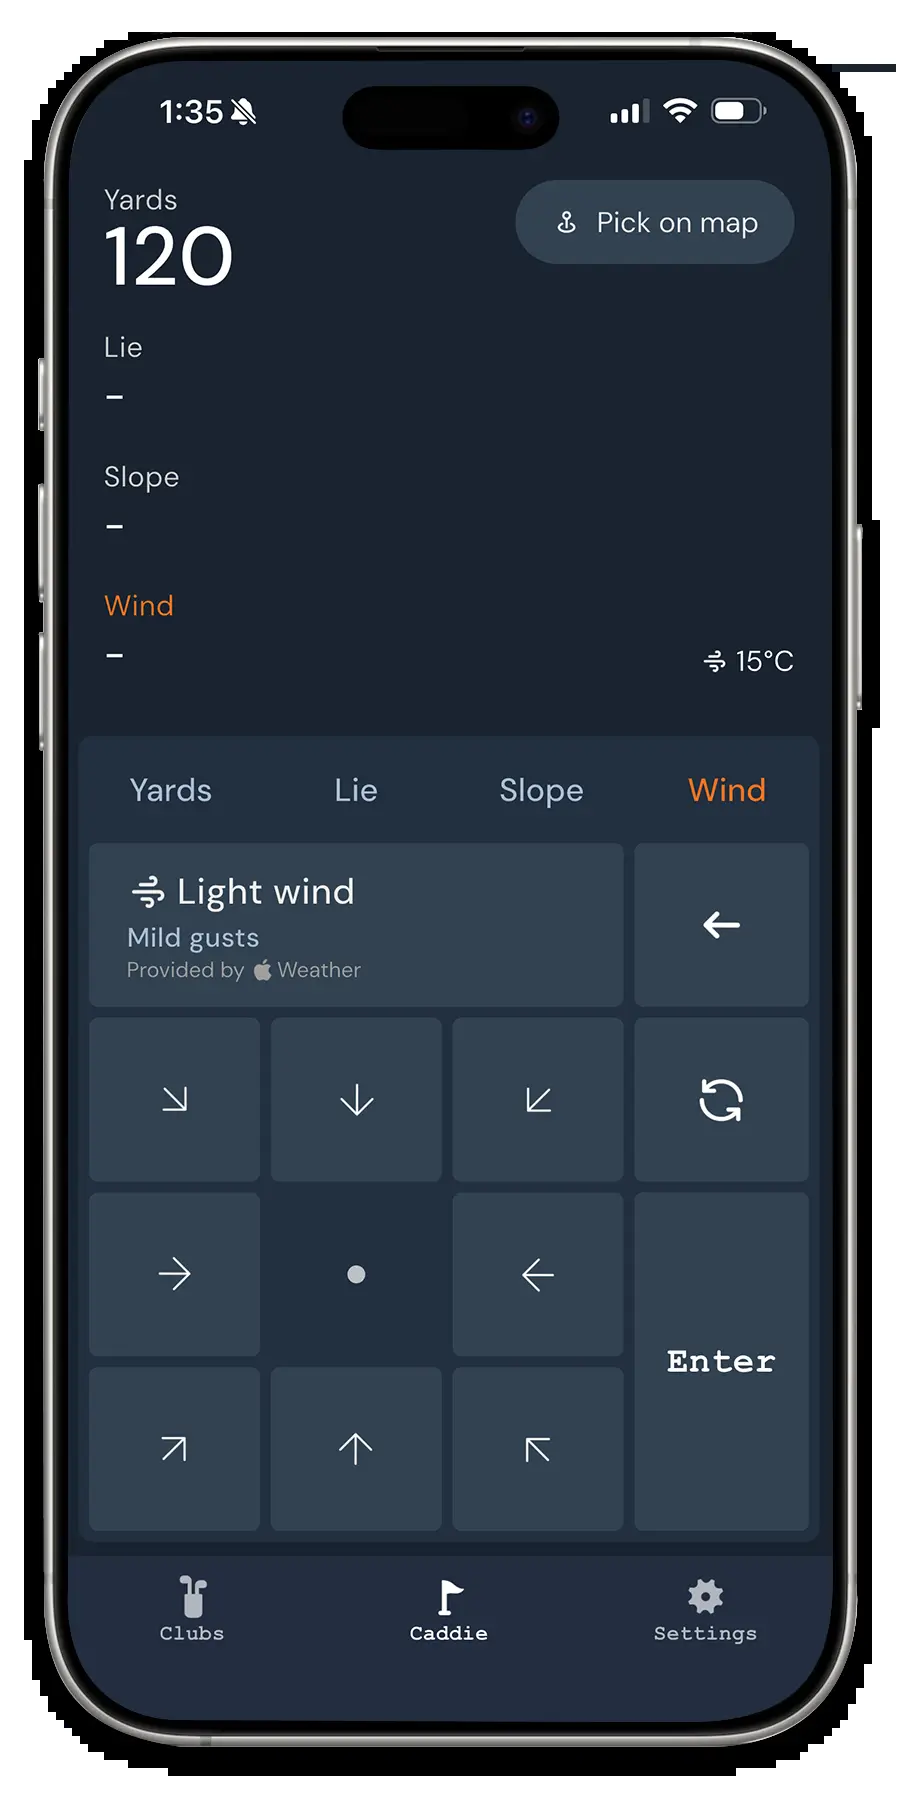 1:35
Yards
120
Pick on map
Lie
–
Slope
–
Wind
–
15°C
Yards Lie Slope Wind
Light wind
Mild gusts
Provided by Weather
Enter
Clubs Caddie Settings